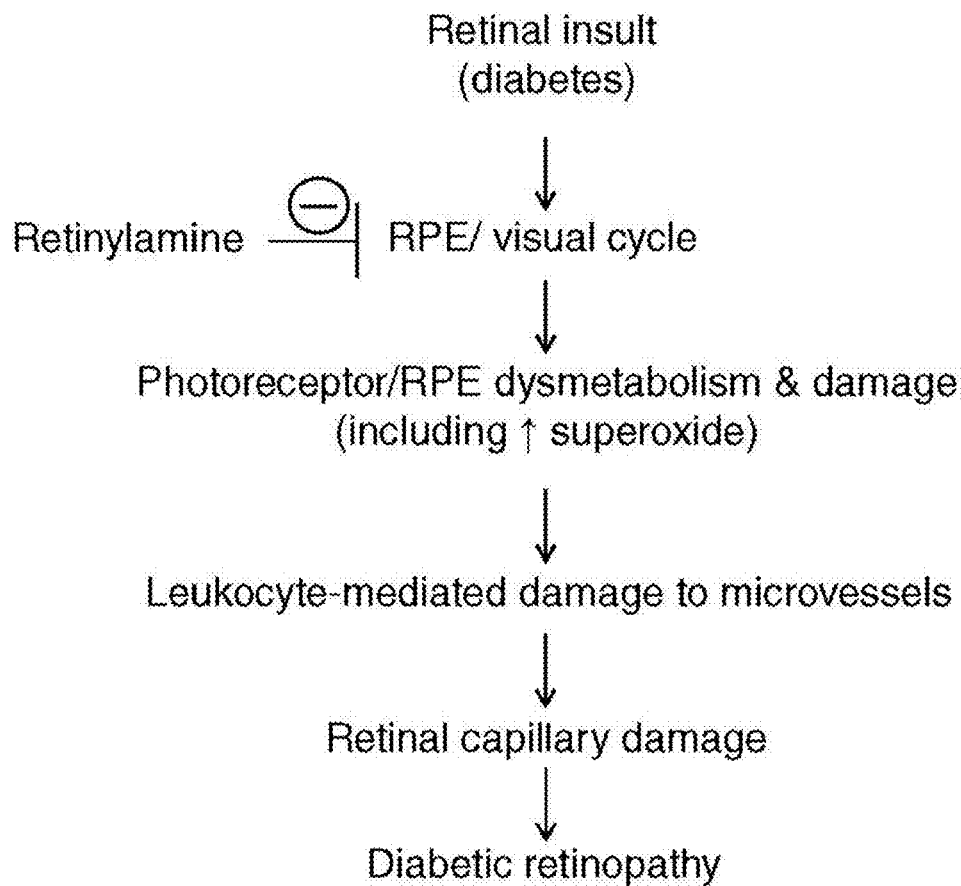 Retinal insult
(diabetes)
Retinylamine
RPE/ visual cycle
Photoreceptor/RPE dysmetabolism & damage
(including ↑ superoxide)
Leukocyte-mediated damage to microvessels
Retinal capillary damage
Diabetic retinopathy